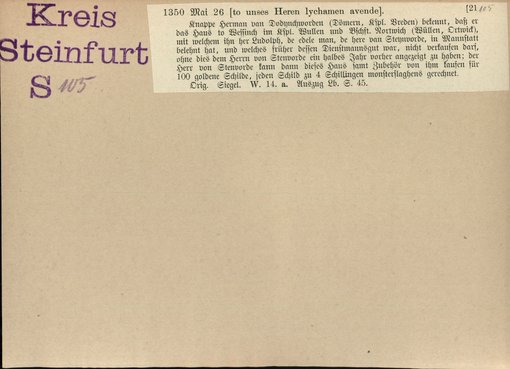 Kreis
Steinfurt
S 105
1350 Mai 26 [to unses Heren lychamen avende]. [21 105
Knappe Herman van Dodynchworden (Dömern, Kspl. Vreden) bekennt, daß er
das Haus to Wessinch im Kspl. Wullen und Bschft. Nortwich (Wüllen, Ortwick),
mit welchem ihn her Ludolph, de edele man, de here van Steynvorde, in Mannstatt
belehnt hat, und welches früher dessen Dienstmannsgut war, nicht verkaufen darf,
ohne dies dem Herrn von Stenvorde ein halbes Jahr vorher angezeigt zu haben; der
Herr von Stenvorde kann dann dieses Haus samt Zubehör von ihm kaufen für
100 goldene Schilde, jeden Schild zu 4 Schillingen monsterslaghens gerechnet.
Orig. Siegel. W. 14. a. Auszug Lb. S. 45.